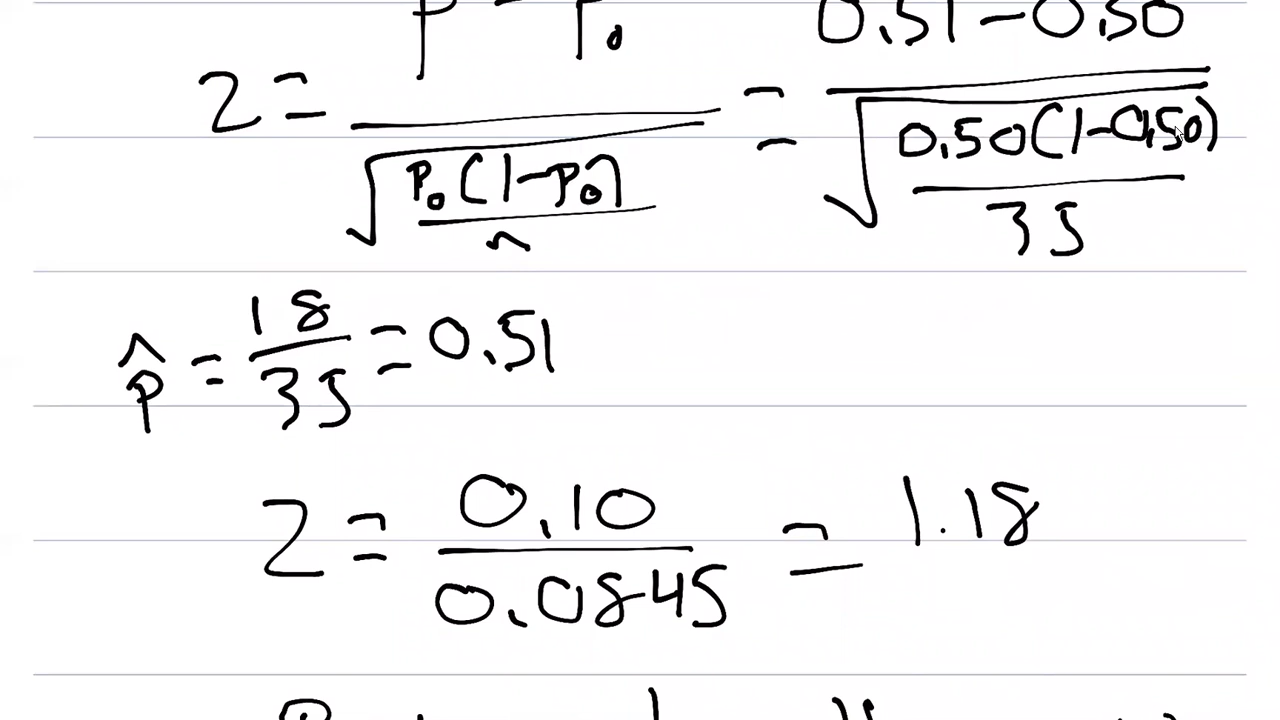 z = p̂ - p₀ / √(p₀(1-p₀)/n) = 0.51-0.50 / √(0.50(1-0.50)/35)
p̂ = 18/35 = 0.51
z = 0.10/0.0845 = 1.18